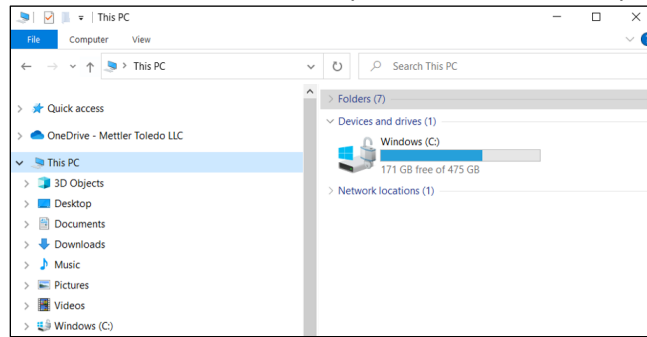 This PC
File Computer View
This PC
Search This PC
Quick access
OneDrive - Mettler Toledo LLC
This PC
3D Objects
Desktop
Documents
Downloads
Music
Pictures
Videos
Windows (C:)
Folders (7)
Devices and drives (1)
Windows (C:)
171 GB free of 475 GB
Network locations (1)